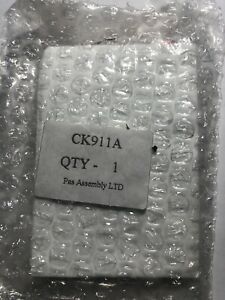 CK911A
QTY - 1
Pas Assembly LTD